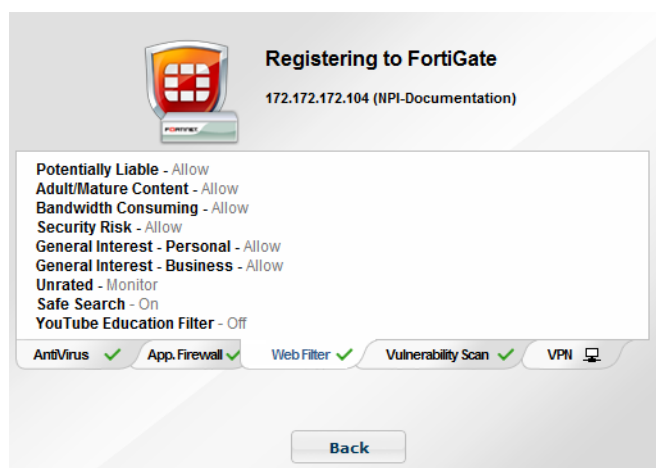 Registering to FortiGate
172.172.172.104 (NPI-Documentation)
FORTINET
Potentially Liable - Allow
Adult/Mature Content - Allow
Bandwidth Consuming - Allow
Security Risk - Allow
General Interest - Personal - Allow
General Interest - Business - Allow
Unrated - Monitor
Safe Search - On
YouTube Education Filter - Off
AntiVirus App. Firewall Web Filter Vulnerability Scan VPN
Back